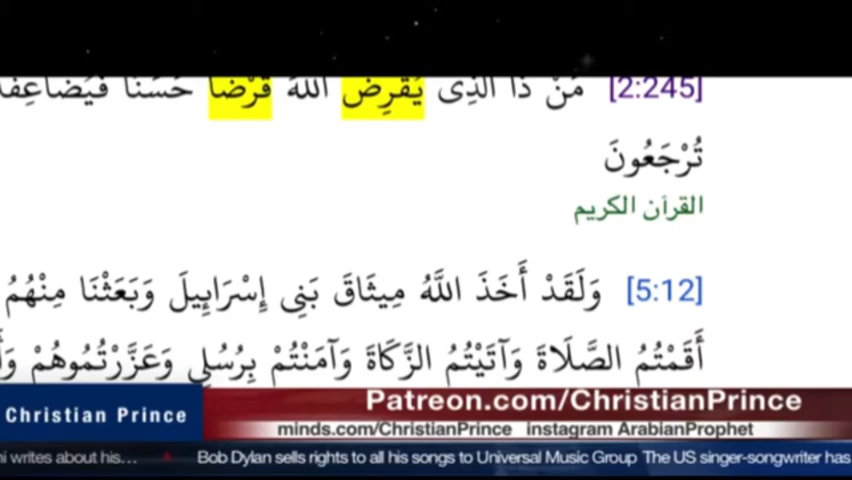 [2:245] مَنْ ذَا الَّذِى يُقْرِضُ اللَّهَ قَرْضًا حَسَنًا
تُرْجَعُونَ
القرآن الكريم
[5:12] وَلَقَدْ أَخَذَ اللَّهُ مِيثَاقَ بَنِى إِسْرَايِيلَ وَبَعَثْنَا مِنْهُمُ
أَقَمْتُمُ الصَّلَاةَ وَآتَيْتُمُ الزَّكَاةَ وَآمَنْتُمْ بِرُسُلِى وَعَزَّرْتُمُوهُمْ
Christian Prince
Patreon.com/ChristianPrince
minds.com/ChristianPrince instagram ArabianProphet
writes about his... Bob Dylan sells rights to all his songs to Universal Music Group The US singer-songwriter has